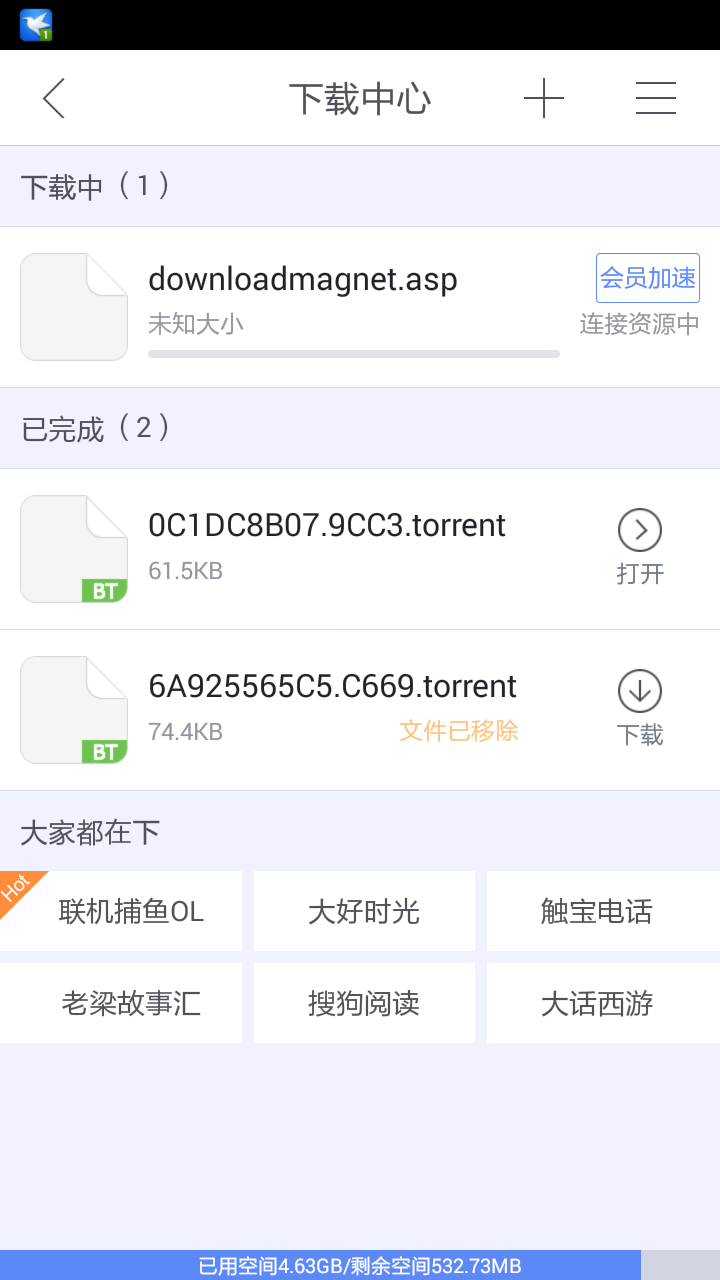 1
下载中心
下载中（1）
downloadmagnet.asp
会员加速
未知大小
连接资源中
已完成（2）
0C1DC8B07.9CC3.torrent
BT
61.5KB
打开
6A925565C5.C669.torrent
BT
74.4KB
文件已移除
下载
大家都在下
Hot
联机捕鱼OL
大好时光
触宝电话
老梁故事汇
搜狗阅读
大话西游
已用空间4.63GB/剩余空间532.73MB